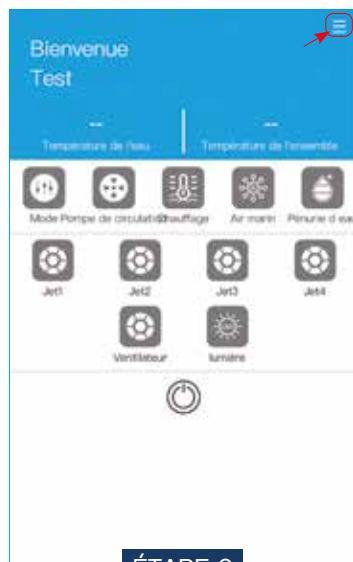 Bienvenue
Test
-- --
Température de l'eau Température de l'ensemble
Mode Pompe de circulation Chauffage Air marin Pénurie d eau
Jet1 Jet2 Jet3 Jet4
Ventilateur lumière
ÉTAPE